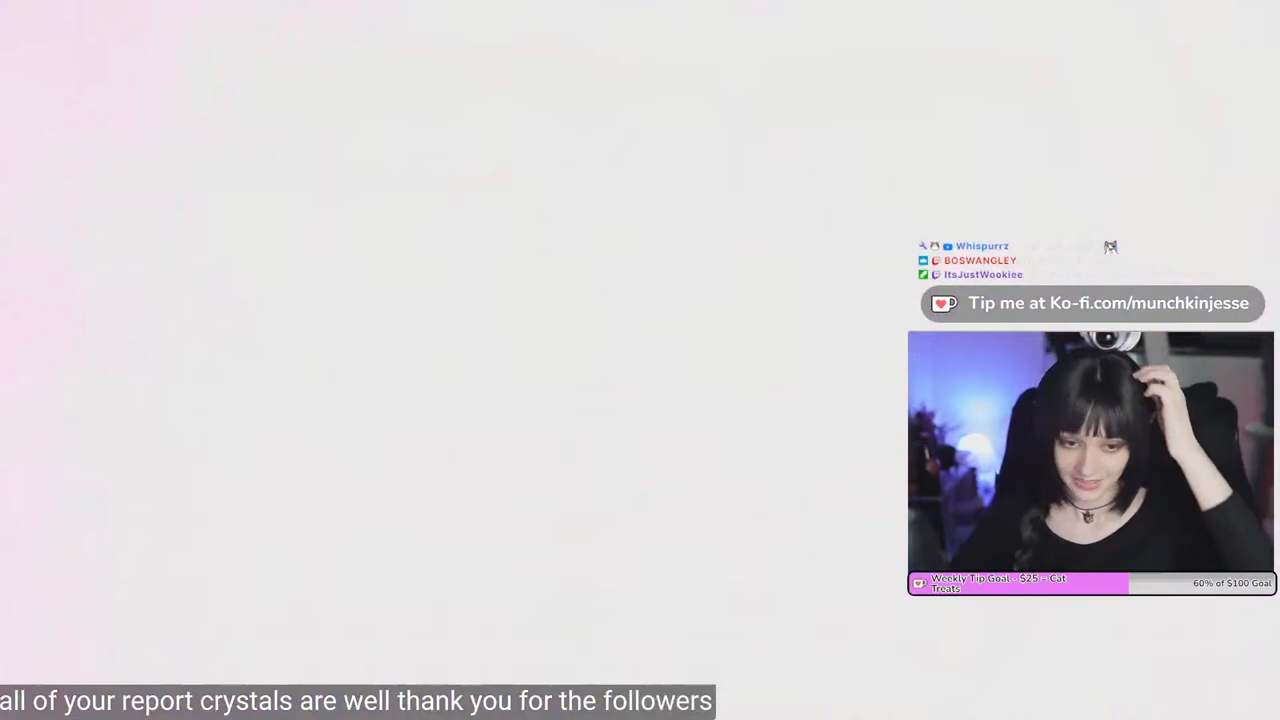 Whispurrz
BOSWANGLEY
ItsJustWookiee
Tip me at Ko-fi.com/munchkinjesse
Weekly Tip Goal - $25 = Cat
Treats
60% of $100 Goal
all of your report crystals are well thank you for the followers